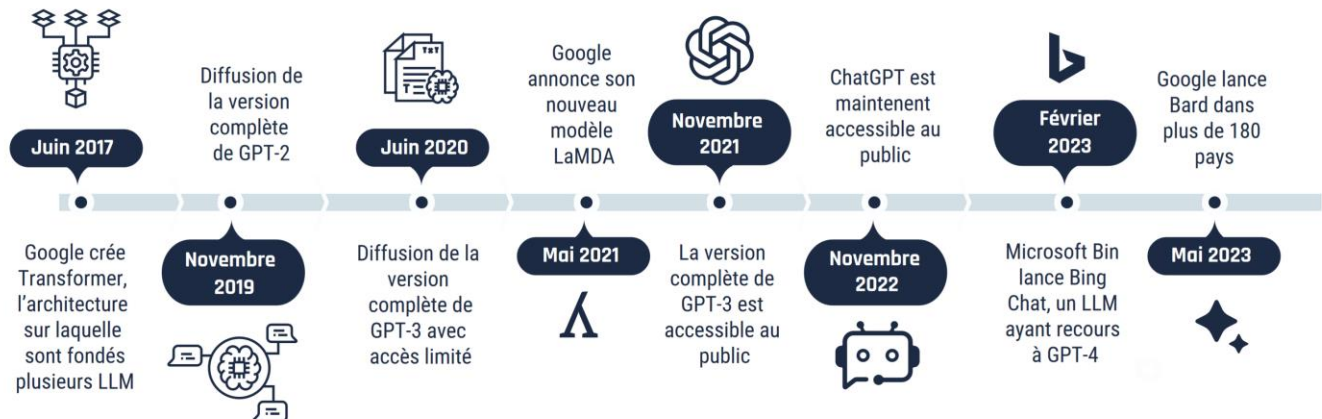 Juin 2017
Google crée
Transformer,
l'architecture
sur laquelle
sont fondés
plusieurs LLM
Diffusion de
la version
complète
de GPT-2
Novembre
2019
TXT
Juin 2020
Diffusion de la
version
complète de
GPT-3 avec
accès limité
Google
annonce son
nouveau
modèle
LaMDA
Mai 2021
Novembre
2021
La version
complète de
GPT-3 est
accessible au
public
ChatGPT est
maintenent
accessible au
public
Novembre
2022
Février
2023
Microsoft Bin
lance Bing
Chat, un LLM
ayant recours
à GPT-4
Google lance
Bard dans
plus de 180
pays
Mai 2023